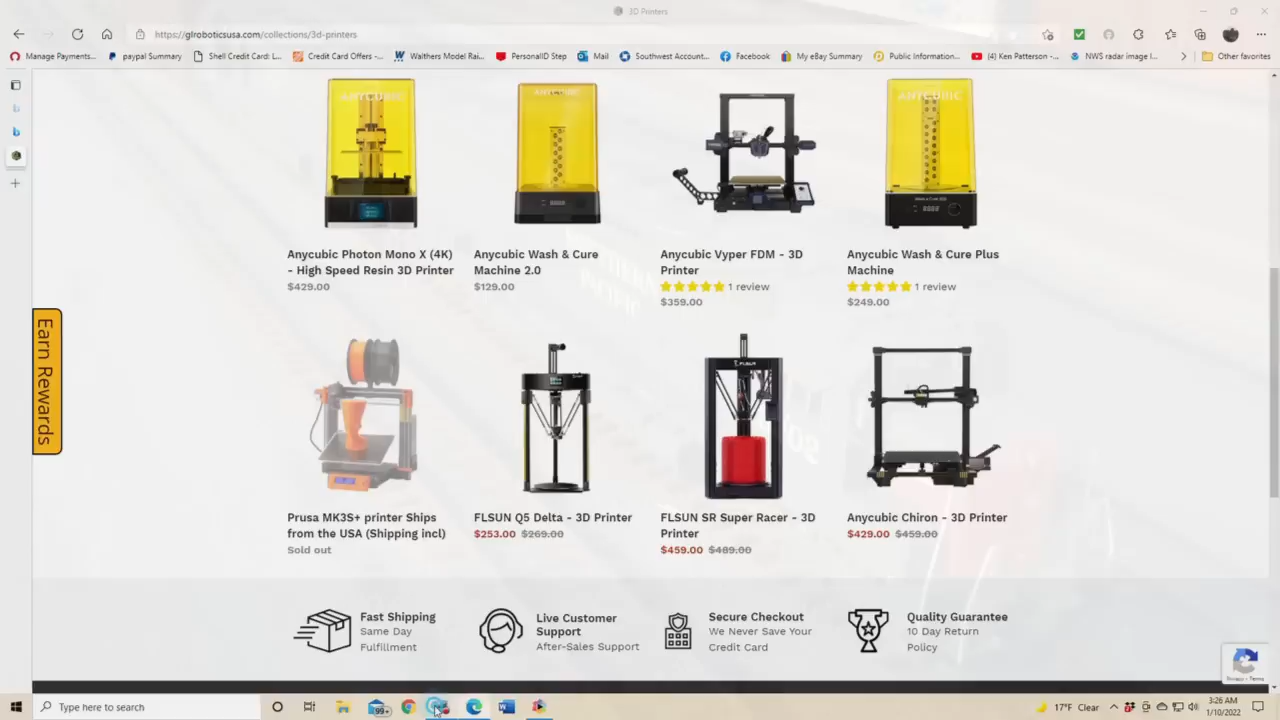 3D Printers
https://glroboticsusa.com/collections/3d-printers
Manage Payments...
paypal Summary
Shell Credit Card: L...
Credit Card Offers -...
Walthers Model Rai...
PersonalID Step
Mail
Southwest Account...
Facebook
My eBay Summary
Public Information...
(4) Ken Patterson -...
NWS radar image l...
Other favorites
ANYCUBIC
ANYCUBIC
Anycubic Photon Mono X (4K)
- High Speed Resin 3D Printer
$429.00
Anycubic Wash & Cure
Machine 2.0
$129.00
Anycubic Vyper FDM - 3D
Printer
1 review
$359.00
Anycubic Wash & Cure Plus
Machine
1 review
$249.00
Earn Rewards
FLSUN
Prusa MK3S+ printer Ships
from the USA (Shipping incl)
Sold out
FLSUN Q5 Delta - 3D Printer
$253.00 $269.00
FLSUN SR Super Racer - 3D
Printer
$459.00 $489.00
Anycubic Chiron - 3D Printer
$429.00 $459.00
Fast Shipping
Same Day
Fulfillment
Live Customer
Support
After-Sales Support
Secure Checkout
We Never Save Your
Credit Card
Quality Guarantee
10 Day Return
Policy
Privacy - Terms
Type here to search
99+
17°F Clear
3:26 AM
1/10/2022